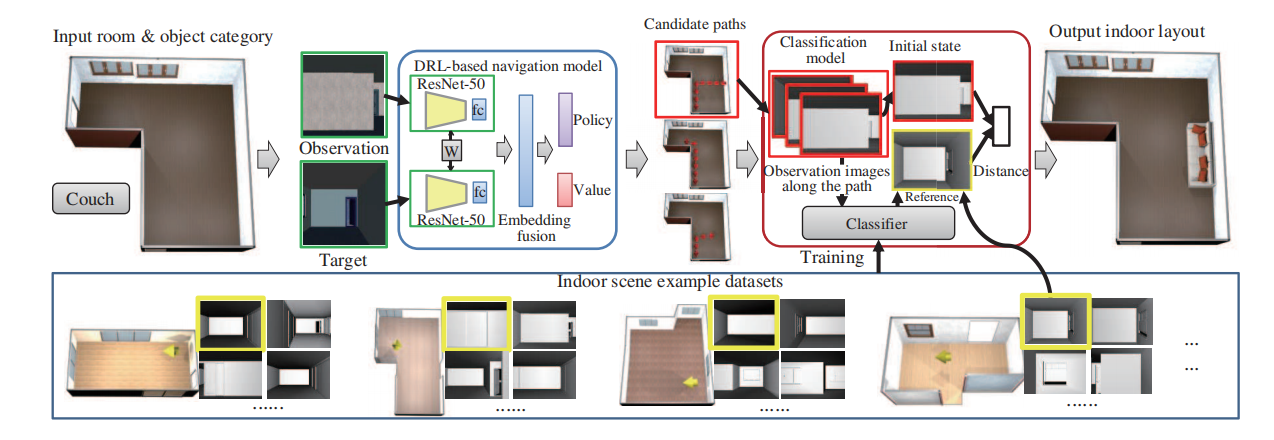 Input room & object category
Couch
Observation
Target
DRL-based navigation model
ResNet-50
fc
W
fc
ResNet-50
Embedding
fusion
Policy
Value
Candidate paths
Classification
model
Initial state
Observation images
along the path
Reference
Distance
Classifier
Training
Output indoor layout
Indoor scene example datasets
......
......
......
......
...
...